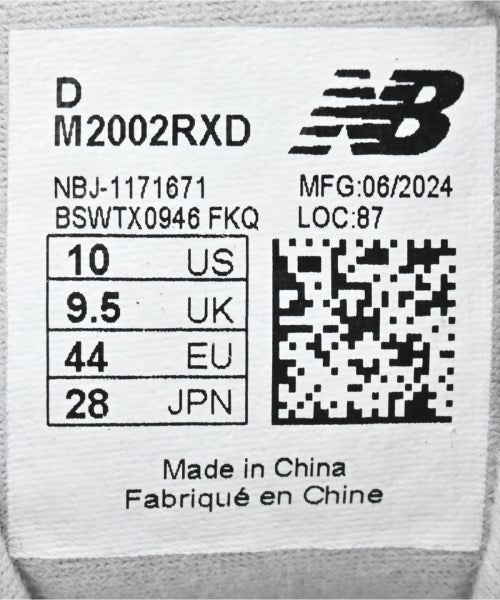 D
M2002RXD
NB
NBJ-1171671
MFG:06/2024
BSWTX0946 FKQ
LOC:87
10 US
9.5 UK
44 EU
28 JPN
Made in China
Fabriqué en Chine